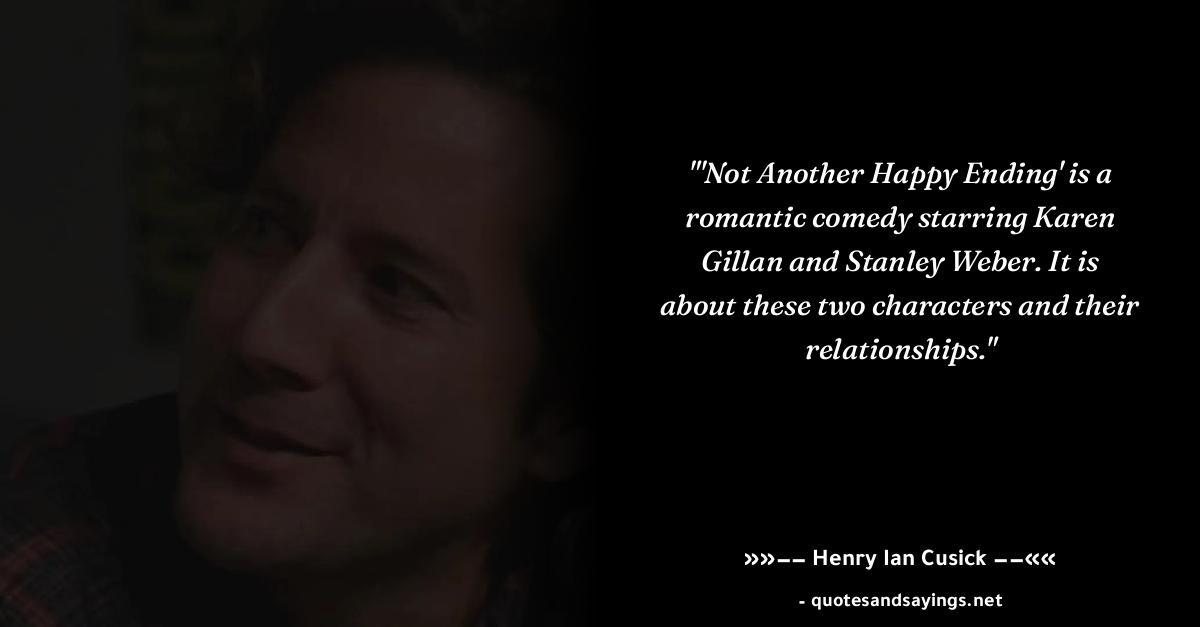 "'Not Another Happy Ending' is a
romantic comedy starring Karen
Gillan and Stanley Weber. It is
about these two characters and their
relationships."
»»–– Henry Ian Cusick ––««
- quotesandsayings.net